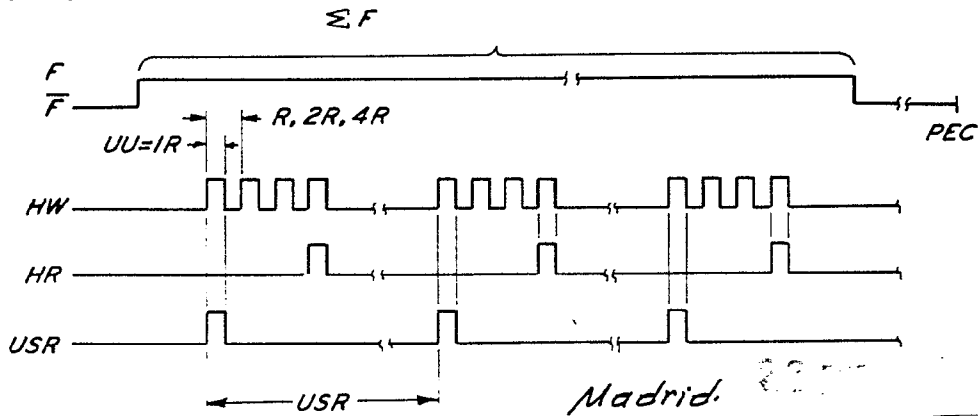 ΣF
F
F̅
R, 2R, 4R
PEC
UU=1R
HW
HR
USR
USR
Madrid.